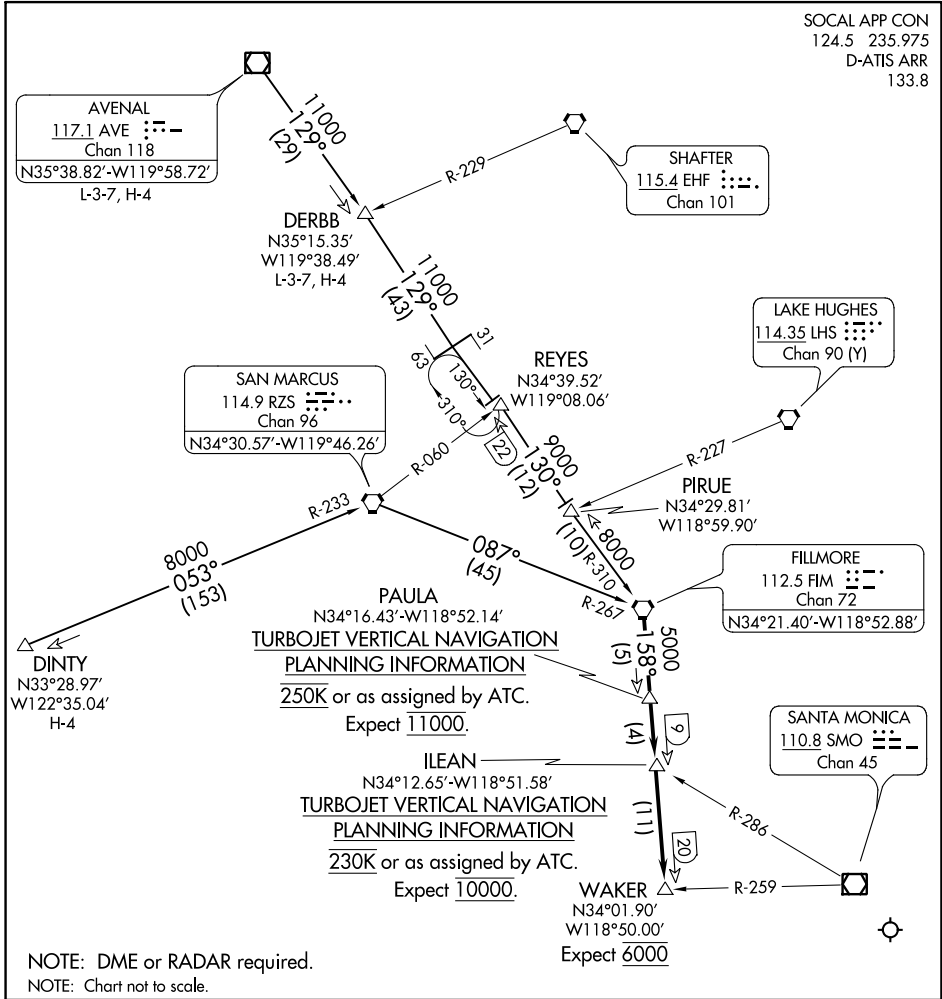 SOCAL APP CON
124.5 235.975
D-ATIS ARR
133.8
AVENAL
117.1 AVE
Chan 118
N35°38.82'-W119°58.72'
L-3-7, H-4
11000
129°
(29)
SHAFTER
115.4 EHF
Chan 101
R-229
DERBB
N35°15.35'
W119°38.49'
L-3-7, H-4
11000
129°
(43)
LAKE HUGHES
114.35 LHS
Chan 90 (Y)
31
63
130°
310°
REYES
N34°39.52'
W119°08.06'
SAN MARCUS
114.9 RZS
Chan 96
N34°30.57'-W119°46.26'
R-060
22
9000
130°
(12)
R-227
PIRUE
N34°29.81'
W118°59.90'
R-233
8000
053°
(153)
087°
(45)
8000
(10)
R-310
R-267
FILLMORE
112.5 FIM
Chan 72
N34°21.40'-W118°52.88'
DINTY
N33°28.97'
W122°35.04'
H-4
PAULA
N34°16.43'-W118°52.14'
TURBOJET VERTICAL NAVIGATION
PLANNING INFORMATION
250K or as assigned by ATC.
Expect 11000.
5000
158°
(5)
(4)
9
SANTA MONICA
110.8 SMO
Chan 45
ILEAN
N34°12.65'-W118°51.58'
TURBOJET VERTICAL NAVIGATION
PLANNING INFORMATION
230K or as assigned by ATC.
Expect 10000.
(11)
20
R-286
R-259
WAKER
N34°01.90'
W118°50.00'
Expect 6000
NOTE: DME or RADAR required.
NOTE: Chart not to scale.